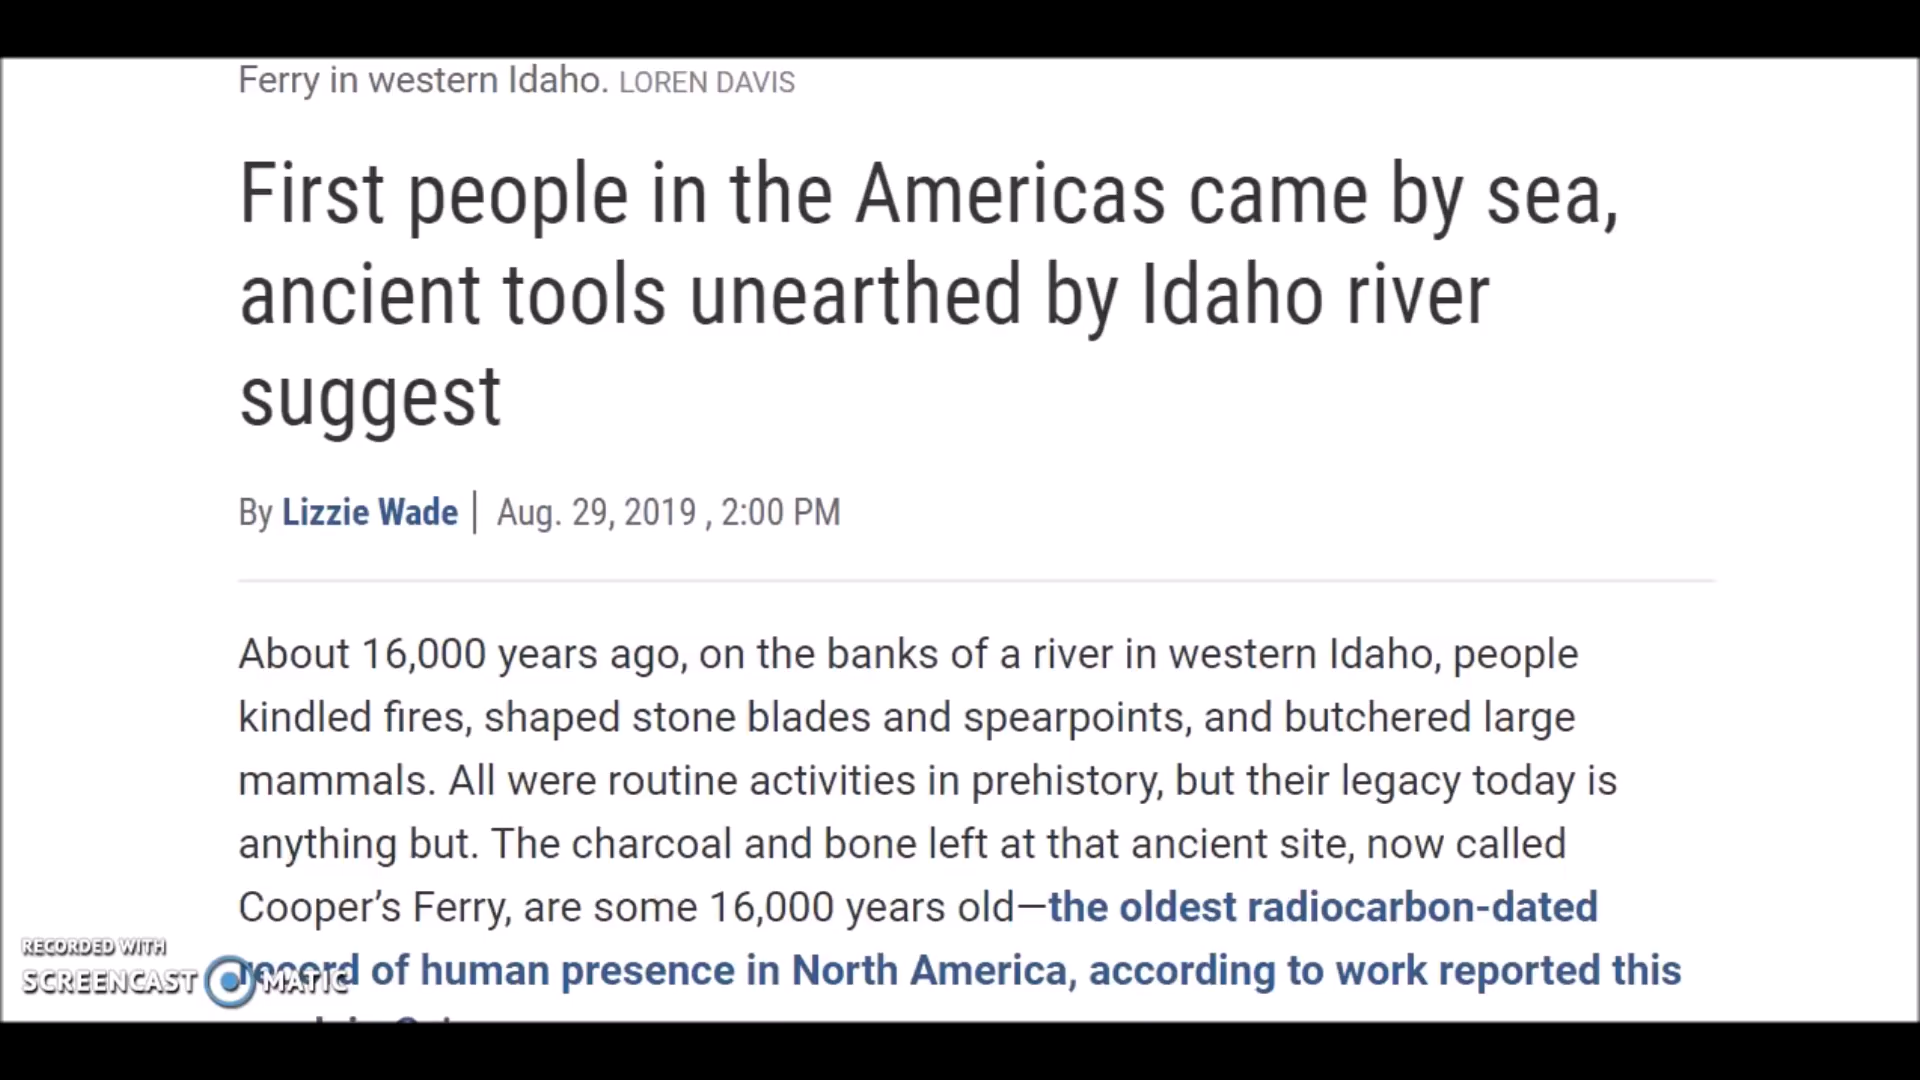 Ferry in western Idaho. LOREN DAVIS
First people in the Americas came by sea,
ancient tools unearthed by Idaho river
suggest
By Lizzie Wade | Aug. 29, 2019 , 2:00 PM
About 16,000 years ago, on the banks of a river in western Idaho, people
kindled fires, shaped stone blades and spearpoints, and butchered large
mammals. All were routine activities in prehistory, but their legacy today is
anything but. The charcoal and bone left at that ancient site, now called
Cooper’s Ferry, are some 16,000 years old—the oldest radiocarbon-dated
record of human presence in North America, according to work reported this
RECORDED WITH
SCREENCAST MATIC